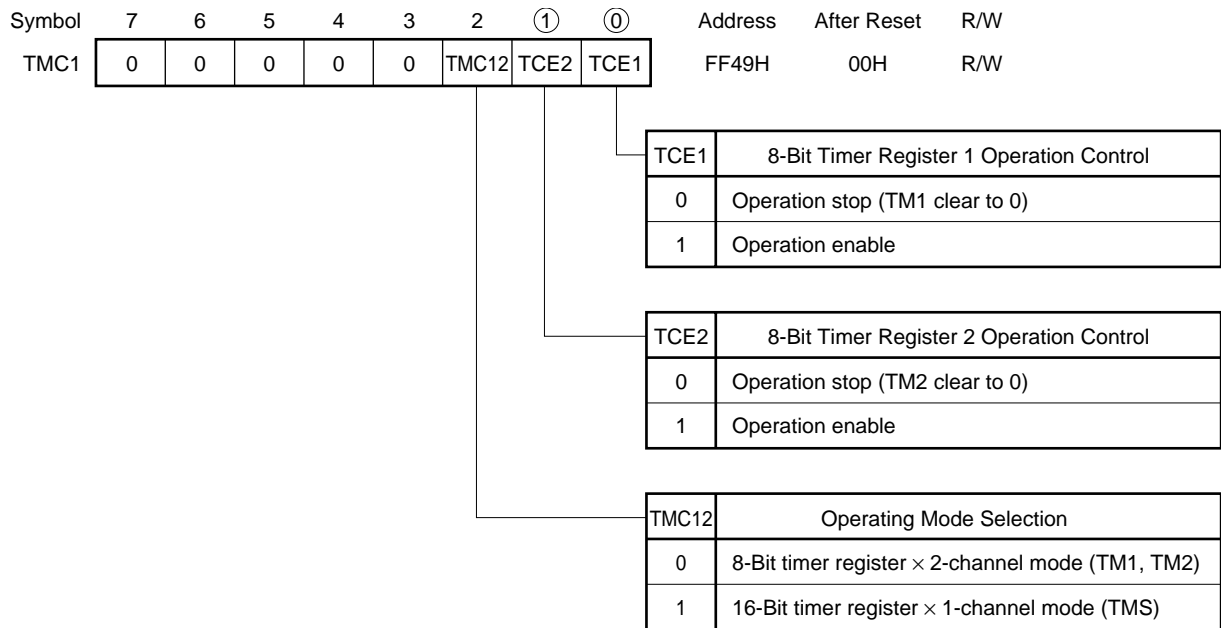 Symbol 7 6 5 4 3 2 ① ⓪ Address After Reset R/W
TMC1 0 0 0 0 0 TMC12 TCE2 TCE1 FF49H 00H R/W
TCE1 8-Bit Timer Register 1 Operation Control
0 Operation stop (TM1 clear to 0)
1 Operation enable
TCE2 8-Bit Timer Register 2 Operation Control
0 Operation stop (TM2 clear to 0)
1 Operation enable
TMC12 Operating Mode Selection
0 8-Bit timer register × 2-channel mode (TM1, TM2)
1 16-Bit timer register × 1-channel mode (TMS)